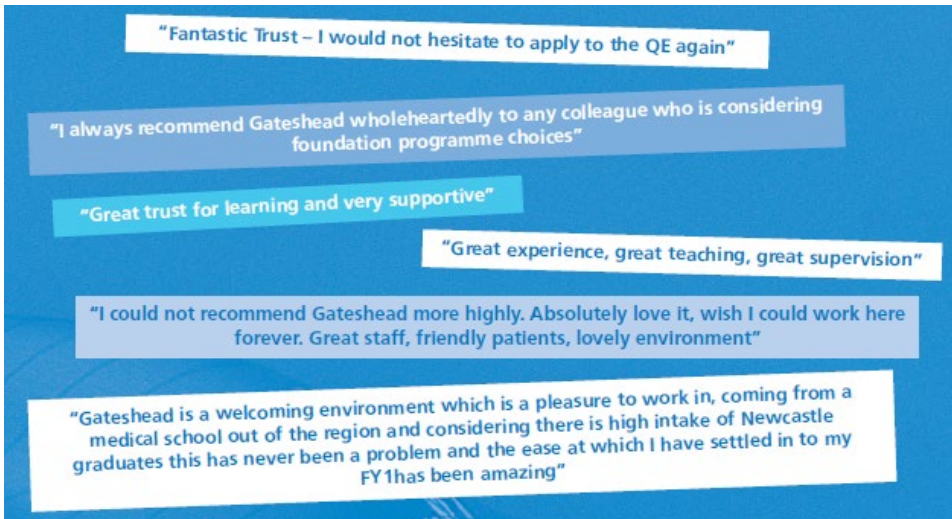 “Fantastic Trust – I would not hesitate to apply to the QE again”
“I always recommend Gateshead wholeheartedly to any colleague who is considering
foundation programme choices”
“Great trust for learning and very supportive”
“Great experience, great teaching, great supervision”
“I could not recommend Gateshead more highly. Absolutely love it, wish I could work here
forever. Great staff, friendly patients, lovely environment”
“Gateshead is a welcoming environment which is a pleasure to work in, coming from a
medical school out of the region and considering there is high intake of Newcastle
graduates this has never been a problem and the ease at which I have settled in to my
FY1has been amazing”